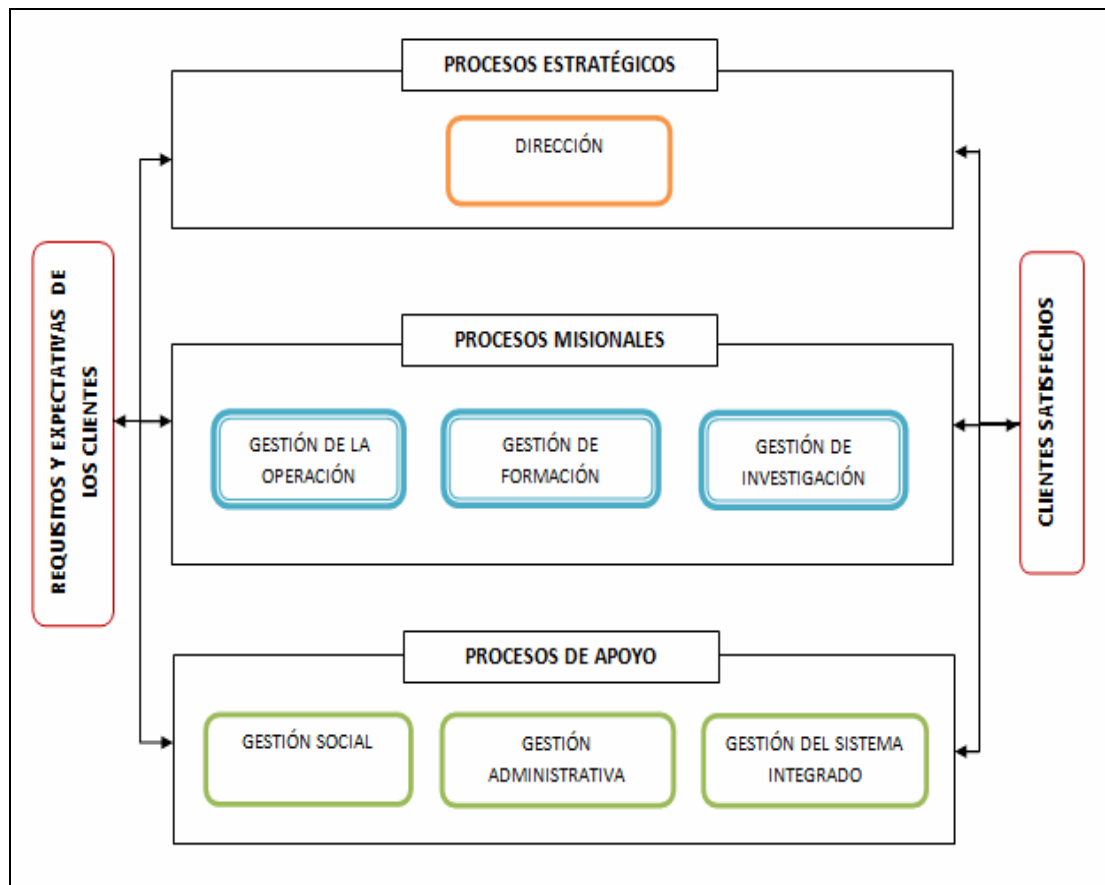 PROCESOS ESTRATÉGICOS
DIRECCIÓN
REQUISITOS Y EXPECTATIVAS DE
LOS CLIENTES
PROCESOS MISIONALES
GESTIÓN DE LA
OPERACIÓN
GESTIÓN DE
FORMACIÓN
GESTIÓN DE
INVESTIGACIÓN
CLIENTES SATISFECHOS
PROCESOS DE APOYO
GESTIÓN SOCIAL
GESTIÓN
ADMINISTRATIVA
GESTIÓN DEL SISTEMA
INTEGRADO